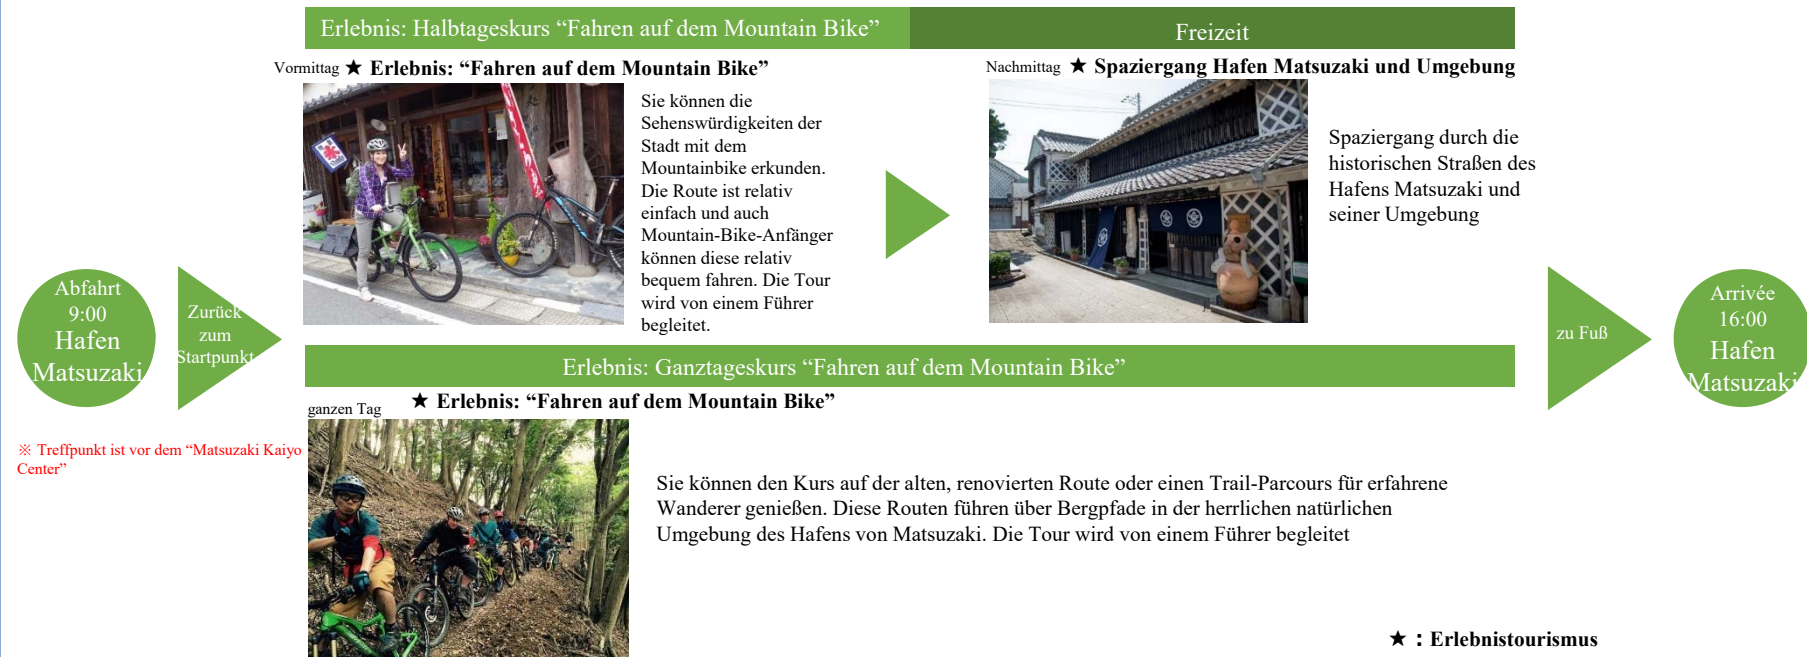 Erlebnis: Halbtageskurs “Fahren auf dem Mountain Bike”
Freizeit
Vormittag ★ Erlebnis: “Fahren auf dem Mountain Bike”
Sie können die
Sehenswürdigkeiten der
Stadt mit dem
Mountainbike erkunden.
Die Route ist relativ
einfach und auch
Mountain-Bike-Anfänger
können diese relativ
bequem fahren. Die Tour
wird von einem Führer
begleitet.
Nachmittag ★ Spaziergang Hafen Matsuzaki und Umgebung
Spaziergang durch die
historischen Straßen des
Hafens Matsuzaki und
seiner Umgebung
Abfahrt
9:00
Hafen
Matsuzaki
Zurück
zum
Startpunkt
※ Treffpunkt ist vor dem “Matsuzaki Kaiyo
Center”
Erlebnis: Ganztageskurs “Fahren auf dem Mountain Bike”
ganzen Tag ★ Erlebnis: “Fahren auf dem Mountain Bike”
Sie können den Kurs auf der alten, renovierten Route oder einen Trail-Parcours für erfahrene
Wanderer genießen. Diese Routen führen über Bergpfade in der herrlichen natürlichen
Umgebung des Hafens von Matsuzaki. Die Tour wird von einem Führer begleitet
zu Fuß
Arrivée
16:00
Hafen
Matsuzaki
★：Erlebnistourismus